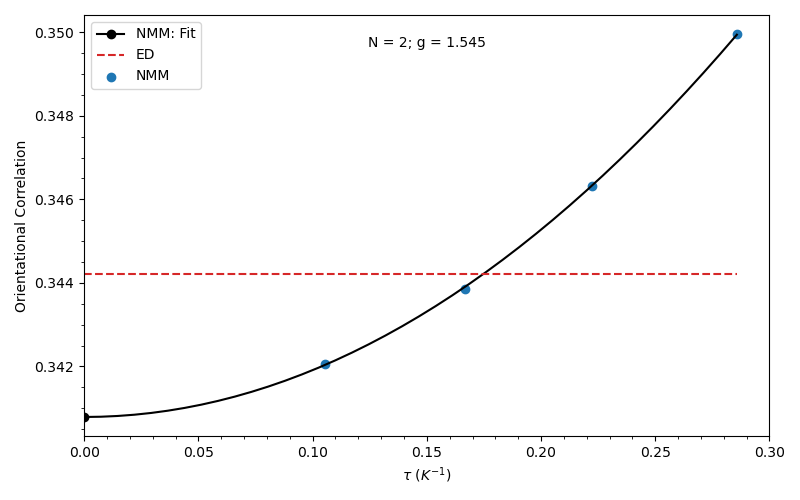 NMM: Fit
ED
NMM
N = 2; g = 1.545
Orientational Correlation
0.350
0.348
0.346
0.344
0.342
0.00
0.05
0.10
0.15
0.20
0.25
0.30
τ (K⁻¹)